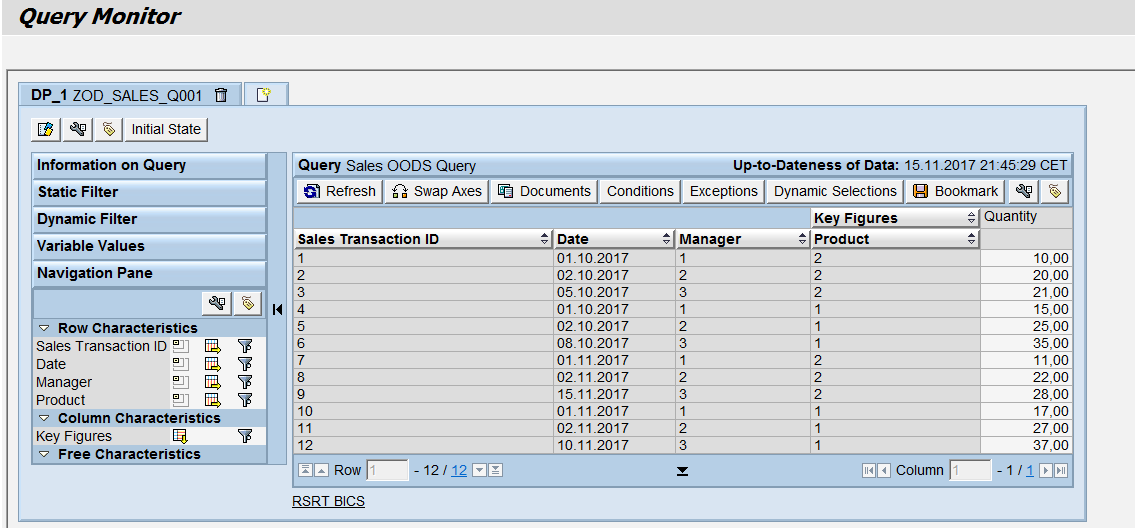 Query Monitor
DP_1 ZOD_SALES_Q001
Initial State
Information on Query
Static Filter
Dynamic Filter
Variable Values
Navigation Pane
Row Characteristics
Sales Transaction ID
Date
Manager
Product
Column Characteristics
Key Figures
Free Characteristics
Query Sales OODS Query Up-to-Dateness of Data: 15.11.2017 21:45:29 CET
Refresh Swap Axes Documents Conditions Exceptions Dynamic Selections Bookmark
Key Figures Quantity
Sales Transaction ID Date Manager Product
1 01.10.2017 1 2 10,00
2 02.10.2017 2 2 20,00
3 05.10.2017 3 2 21,00
4 01.10.2017 1 1 15,00
5 02.10.2017 2 1 25,00
6 08.10.2017 3 1 35,00
7 01.11.2017 1 2 11,00
8 02.11.2017 2 2 22,00
9 15.11.2017 3 2 28,00
10 01.11.2017 1 1 17,00
11 02.11.2017 2 1 27,00
12 10.11.2017 3 1 37,00
Row 1 - 12 / 12 Column 1 - 1 / 1
RSRT BICS